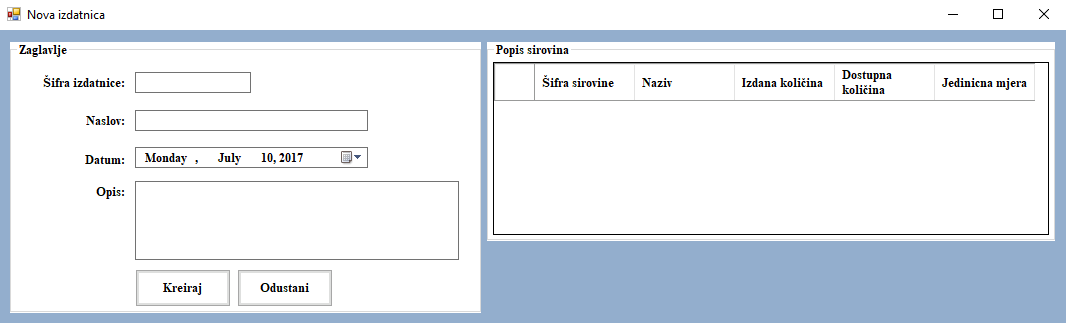 Nova izdatnica
Zaglavlje
Šifra izdatnice:
Naslov:
Datum: Monday , July 10, 2017
Opis:
Kreiraj Odustani
Popis sirovina
Šifra sirovine Naziv Izdana količina Dostupna količina Jedinicna mjera